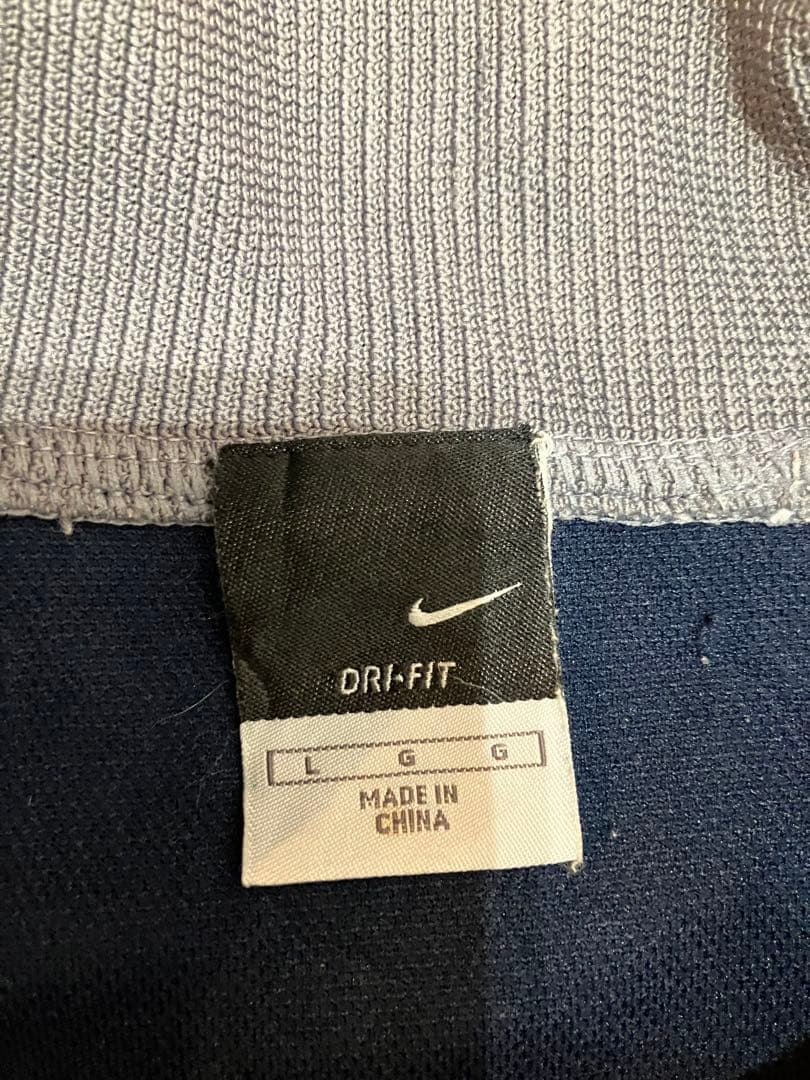 DRI-FIT
L G G
MADE IN
CHINA